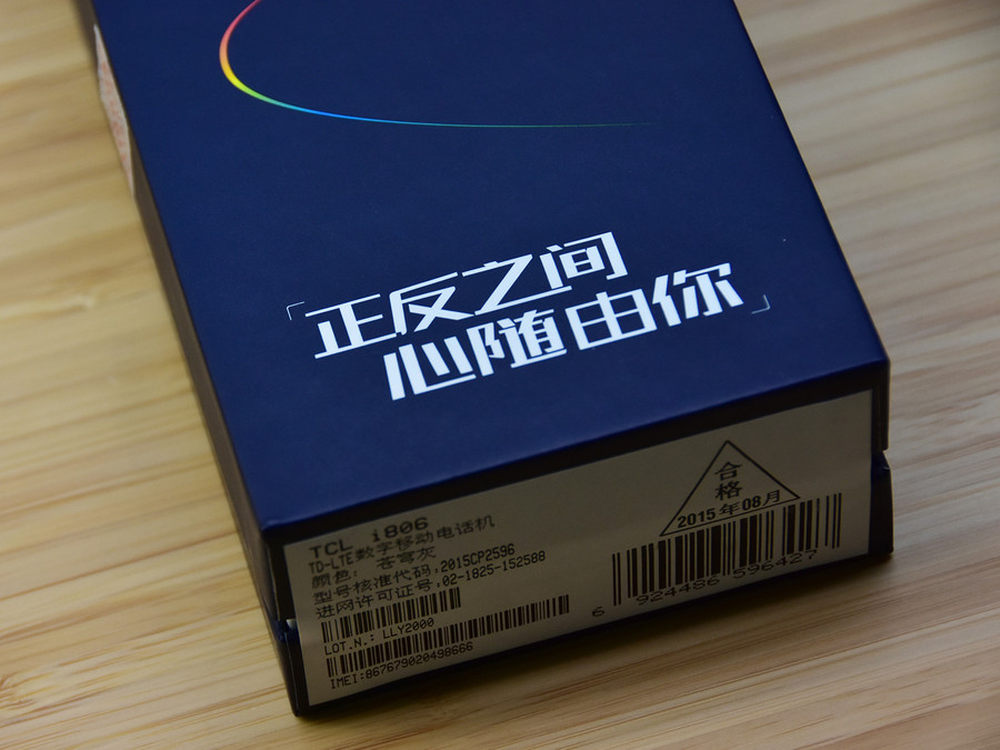 「正反之间
心随由你」
TCL i806
TD-LTE数字移动电话机
颜色: 苍穹灰
型号核准代码:2015CP2596
进网许可证号:02-1825-152588
LOT.N.: LLY2000
IMEI:867679020498666
合
格
2015年08月
6 924486 596427